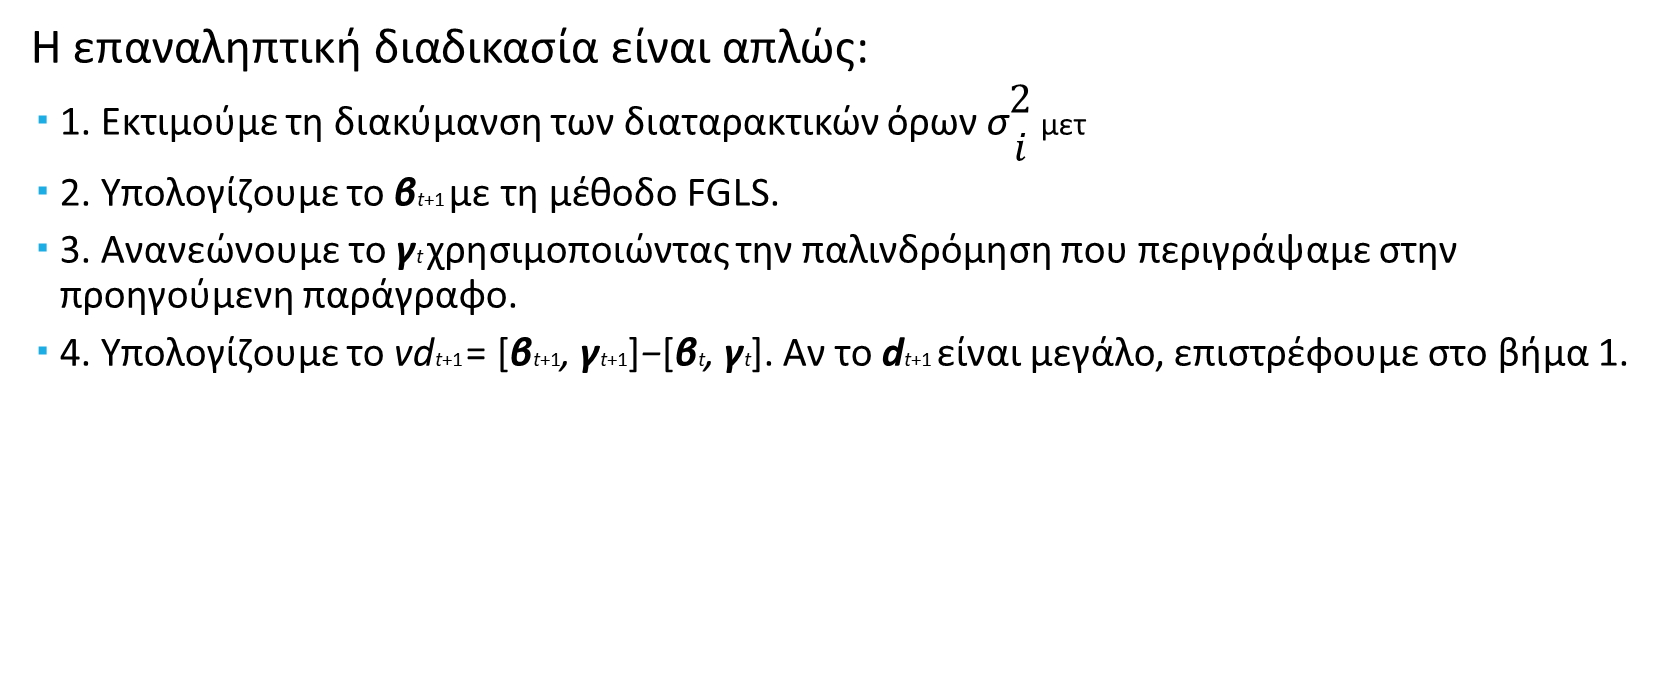 Η επαναληπτική διαδικασία είναι απλώς:
▪ 1. Εκτιμούμε τη διακύμανση των διαταρακτικών όρων σ²ᵢ μετ
▪ 2. Υπολογίζουμε το βₜ₊₁ με τη μέθοδο FGLS.
▪ 3. Ανανεώνουμε το γₜ χρησιμοποιώντας την παλινδρόμηση που περιγράψαμε στην
προηγούμενη παράγραφο.
▪ 4. Υπολογίζουμε το vdₜ₊₁ = [βₜ₊₁, γₜ₊₁]−[βₜ, γₜ]. Αν το dₜ₊₁ είναι μεγάλο, επιστρέφουμε στο βήμα 1.